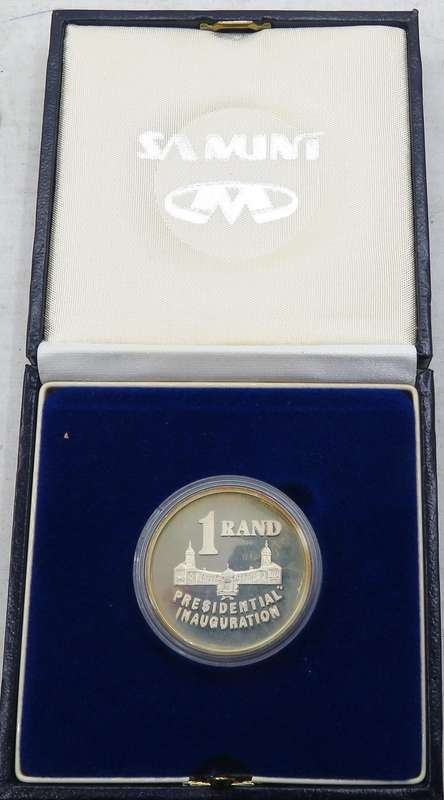 SA MINT
1 RAND
PRESIDENTIAL
INAUGURATION